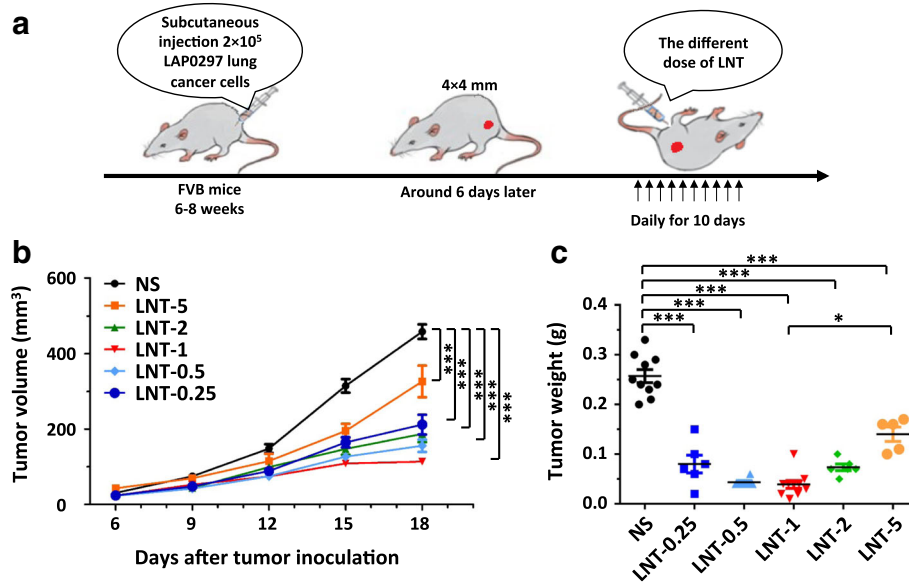 a
Subcutaneous
injection 2×10⁵
LAP0297 lung
cancer cells
4×4 mm
The different
dose of LNT
FVB mice
6-8 weeks
Around 6 days later
Daily for 10 days
b
Tumor volume (mm³)
600
400
200
0
NS
LNT-5
LNT-2
LNT-1
LNT-0.5
LNT-0.25
***
***
***
***
***
6
9
12
15
18
Days after tumor inoculation
c
***
***
***
***
***
*
Tumor weight (g)
0.4
0.3
0.2
0.1
0.0
NS
LNT-0.25
LNT-0.5
LNT-1
LNT-2
LNT-5